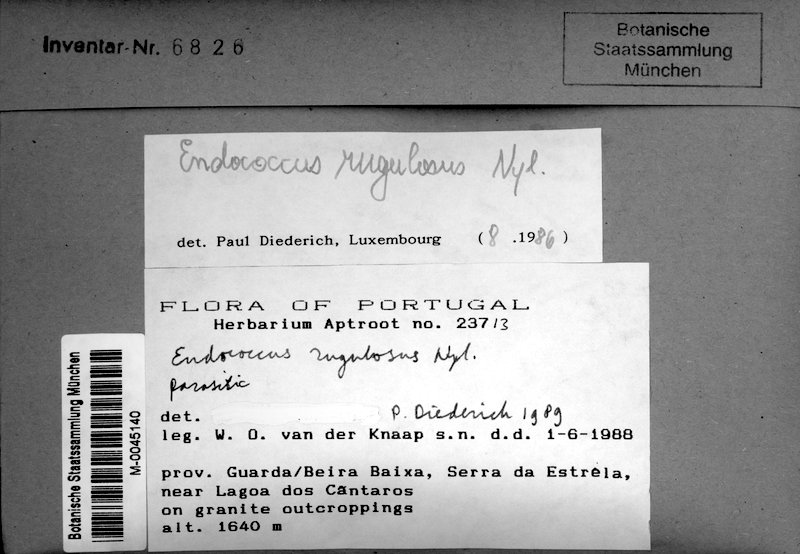 Inventar-Nr. 6826
Botanische
Staatssammlung
München
Endococcus rugulosus Nyl.
det. Paul Diederich, Luxembourg (8 .1986)
FLORA OF PORTUGAL
Herbarium Aptroot no. 23713
Endococcus rugulosus Nyl.
parasitic
det. P. Diederich 1989
leg. W. O. van der Knaap s.n. d.d. 1-6-1988
prov. Guarda/Beira Baixa, Serra da Estrela,
near Lagoa dos Cãntaros
on granite outcroppings
alt. 1640 m
Botanische Staatssammlung München
M-0045140